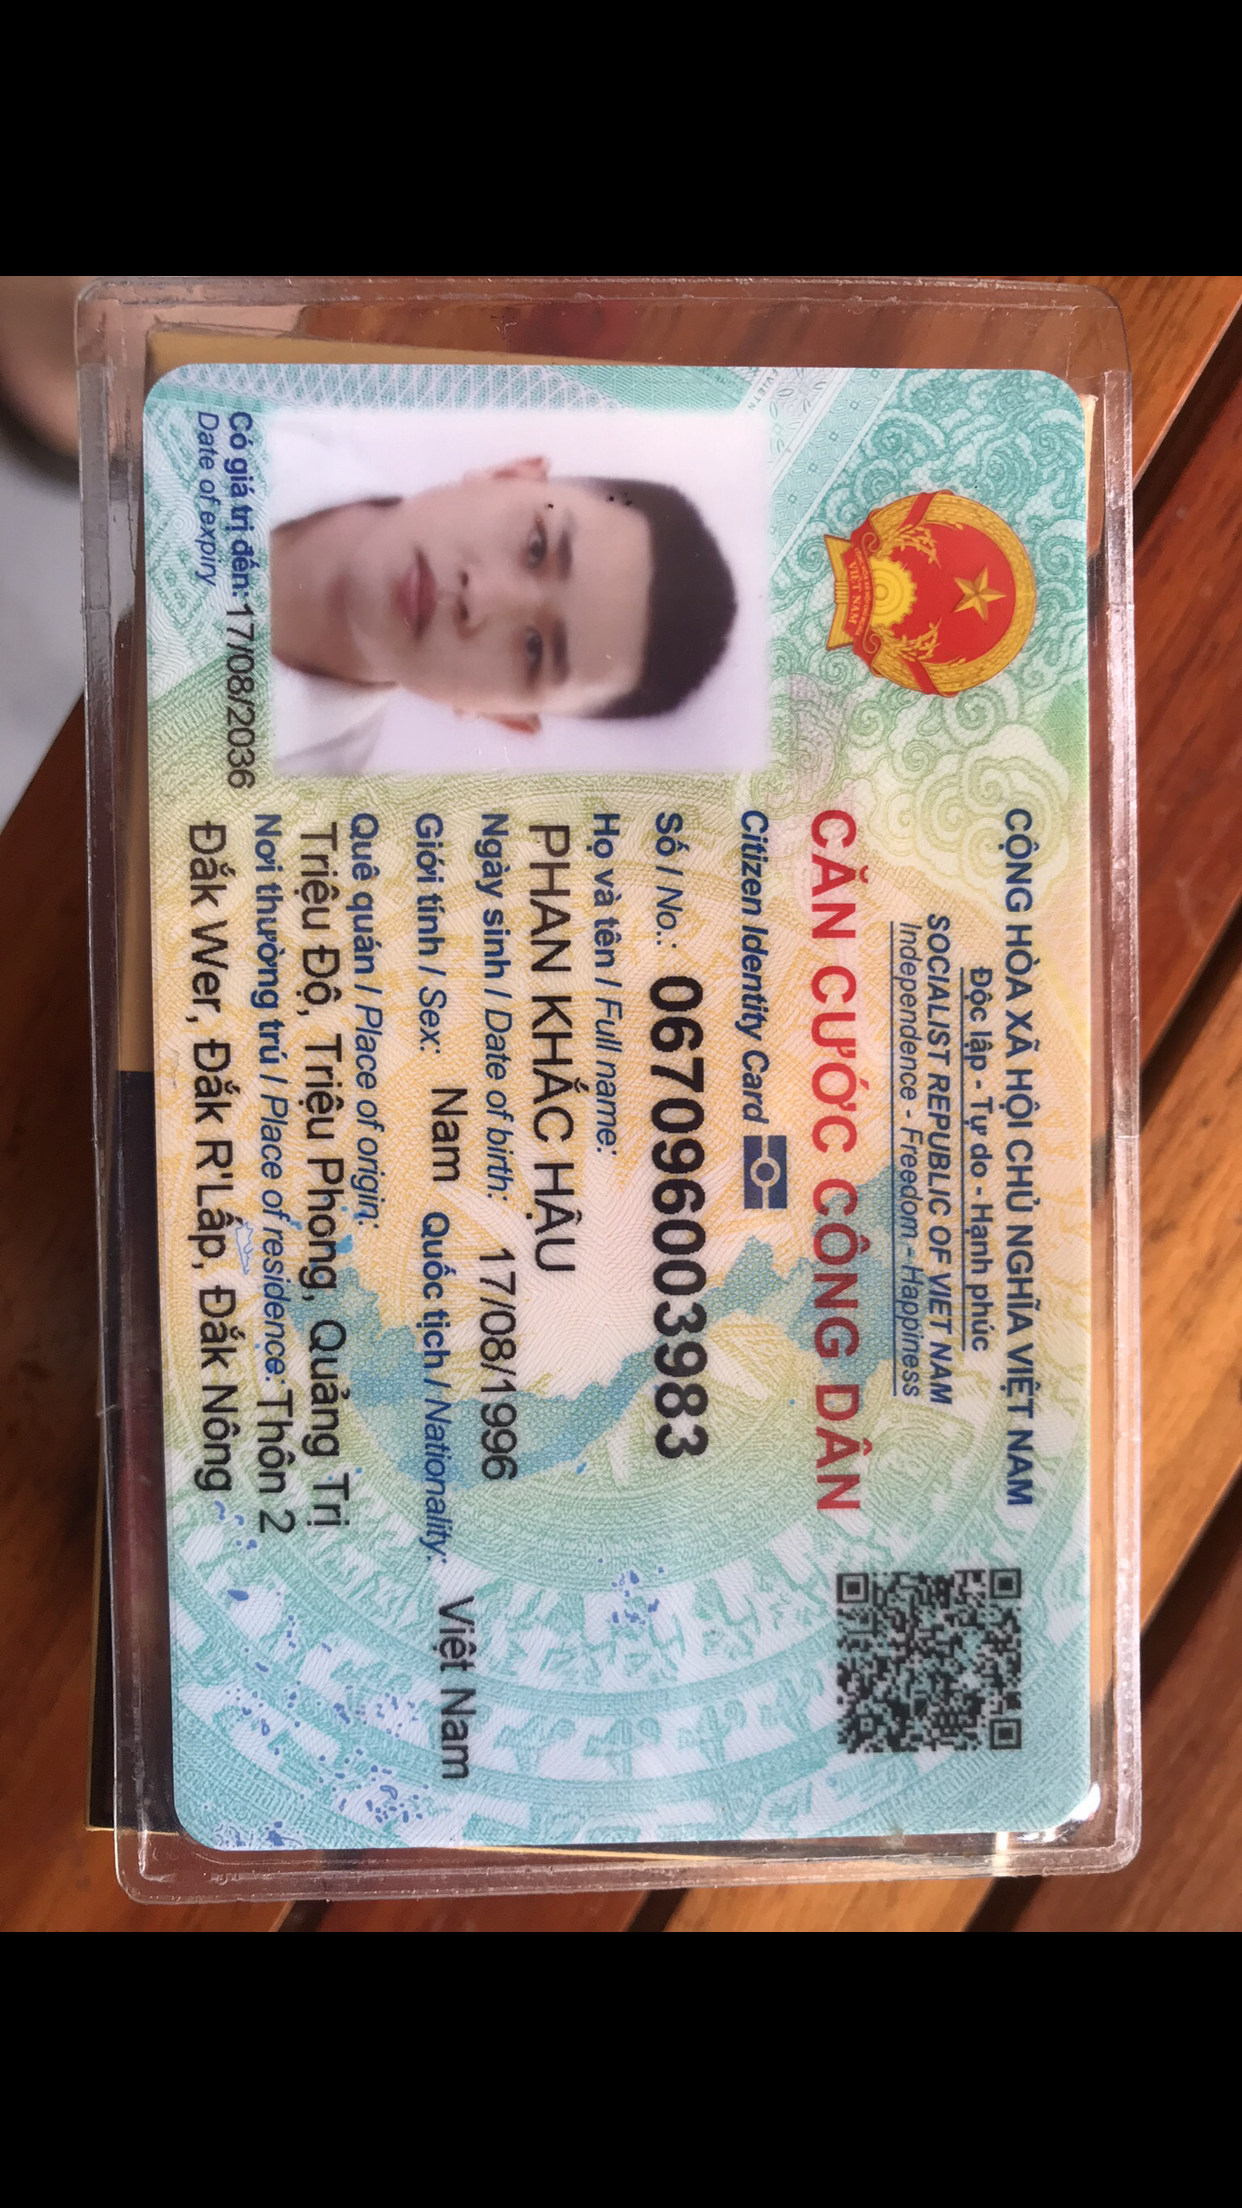 CỘNG HÒA XÃ HỘI CHỦ NGHĨA VIỆT NAM
Độc lập - Tự do - Hạnh phúc
SOCIALIST REPUBLIC OF VIET NAM
Independence - Freedom - Happiness
CĂN CƯỚC CÔNG DÂN
Citizen Identity Card
Số / No.: 067096003983
Họ và tên / Full name:
PHAN KHẮC HẬU
Ngày sinh / Date of birth: 17/08/1996
Giới tính / Sex: Nam Quốc tịch / Nationality: Việt Nam
Quê quán / Place of origin:
Triệu Độ, Triệu Phong, Quảng Trị
Nơi thường trú / Place of residence: Thôn 2
Đắk Wer, Đắk R'Lấp, Đắk Nông
Có giá trị đến: 17/08/2036
Date of expiry
VIỆT NAM